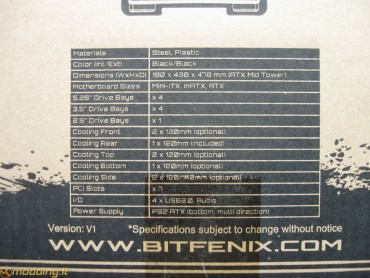 Materials Steel, Plastic
Color (Int/Ext) Black/Black
Dimensions (WxHxD) 180 x 438 x 478 mm (ATX Mid Tower)
Motherboard Sizes Mini-ITX, mATX, ATX
5.25" Drive Bays x 4
3.5" Drive Bays x 4
2.5" Drive Bays x 1
Cooling Front 2 x 120mm (optional)
Cooling Rear 1 x 120mm (included)
Cooling Top 2 x 120mm (optional)
Cooling Bottom 1 x 120mm (optional)
Cooling Side 2 x 120/140mm (optional)
PCI Slots x 7
I/O 4 x USB2.0, Audio
Power Supply PS2 ATX (bottom, multi direction)
Version: V1 *Specifications subject to change without notice
WWW.BITFENIX.COM
modding.it